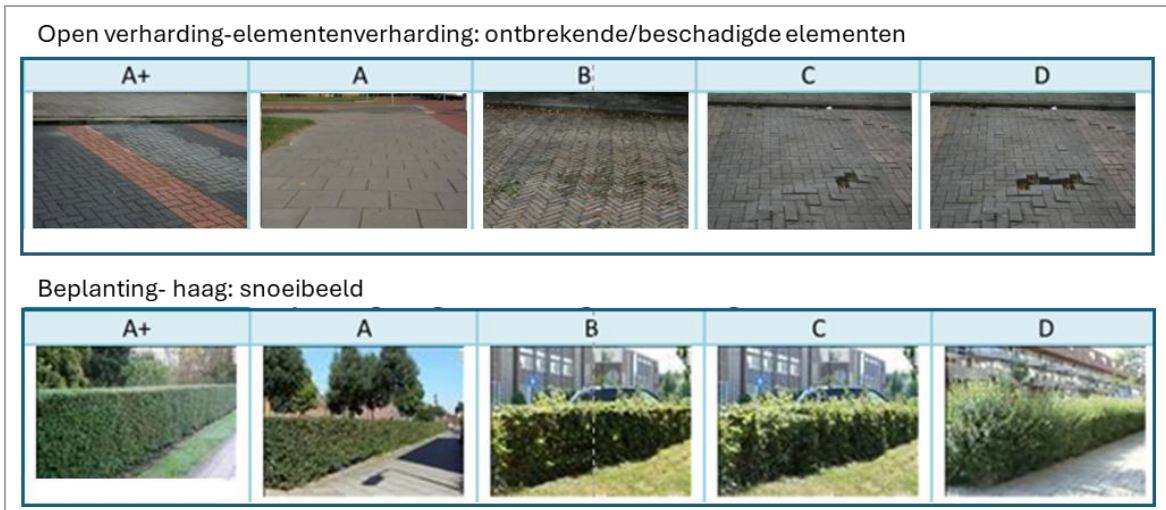 Open verharding-elementenverharding: ontbrekende/beschadigde elementen
A+ A B C D
Beplanting- haag: snoeibeeld
A+ A B C D